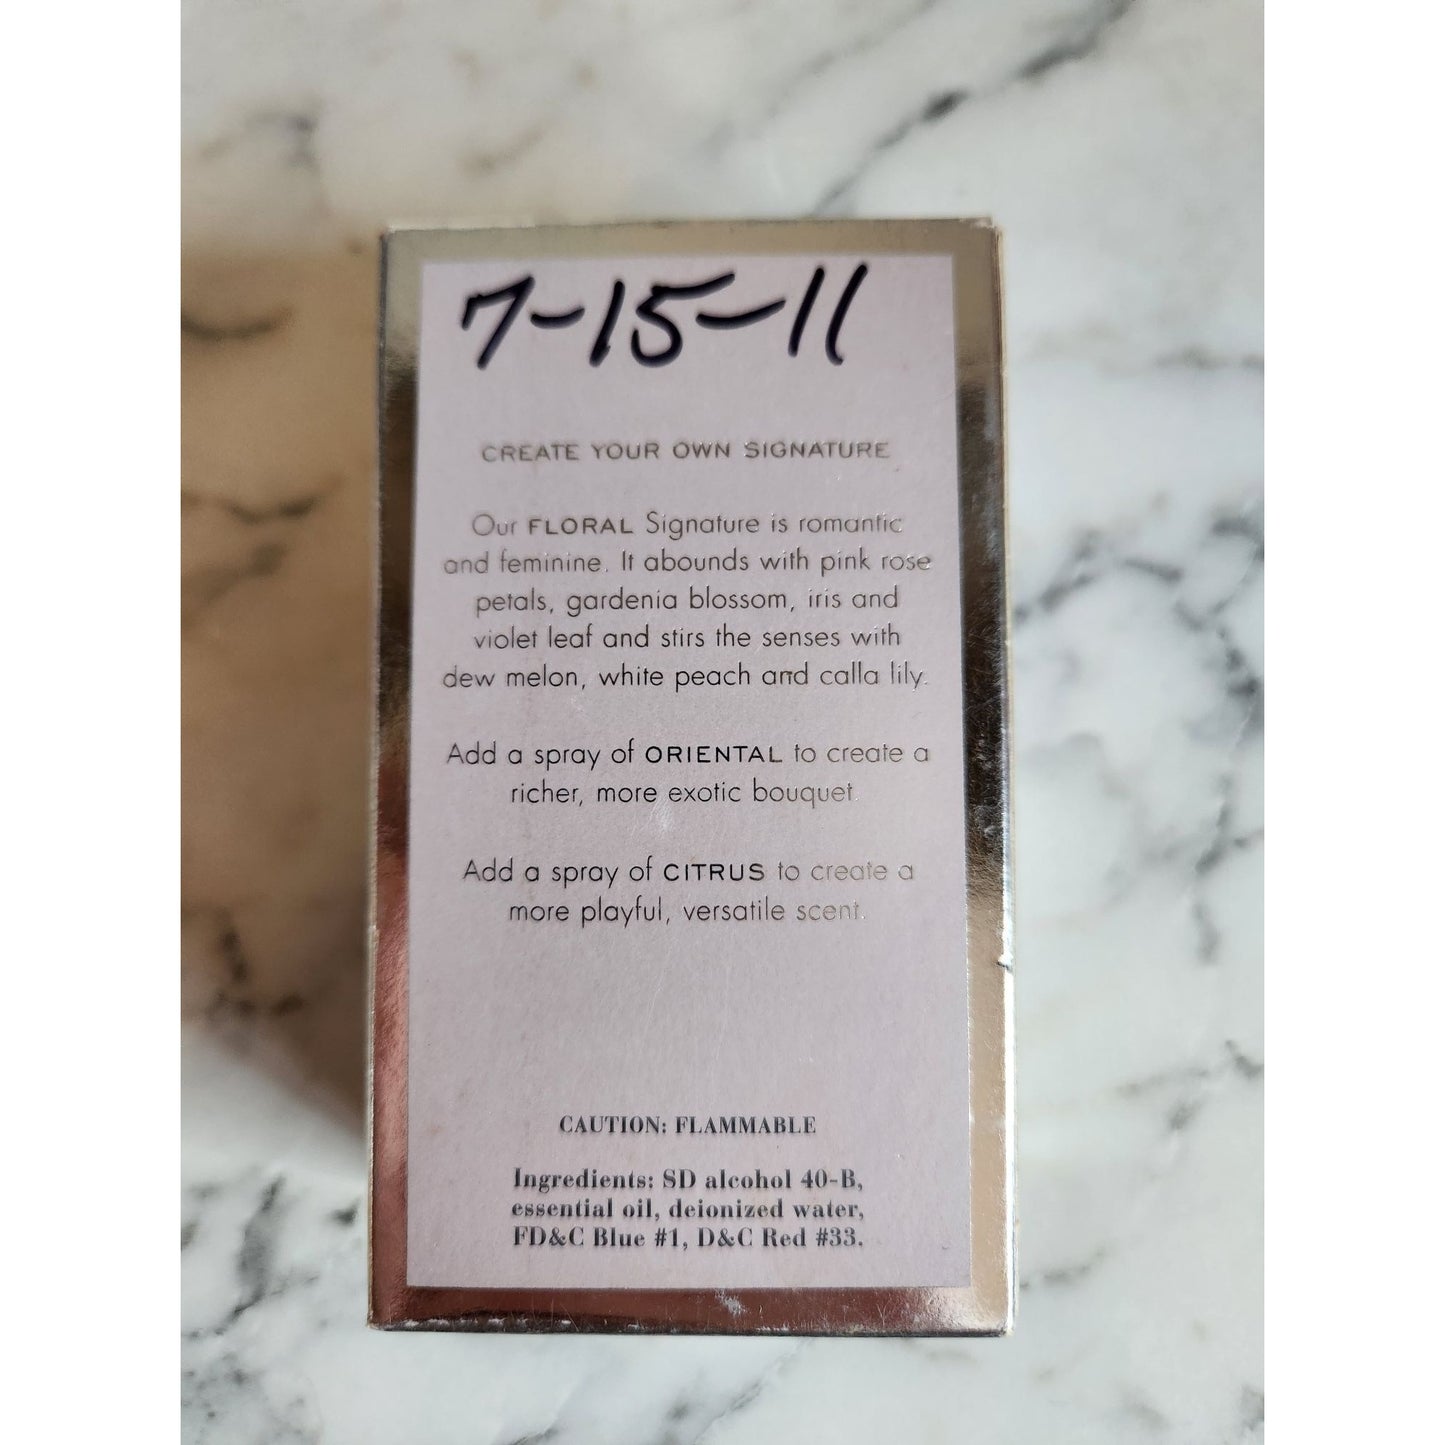 7-15-11
CREATE YOUR OWN SIGNATURE
Our FLORAL Signature is romantic
and feminine. It abounds with pink rose
petals, gardenia blossom, iris and
violet leaf and stirs the senses with
dew melon, white peach and calla lily.
Add a spray of ORIENTAL to create a
richer, more exotic bouquet.
Add a spray of CITRUS to create a
more playful, versatile scent.
CAUTION: FLAMMABLE
Ingredients: SD alcohol 40-B,
essential oil, deionized water,
FD&C Blue #1, D&C Red #33.